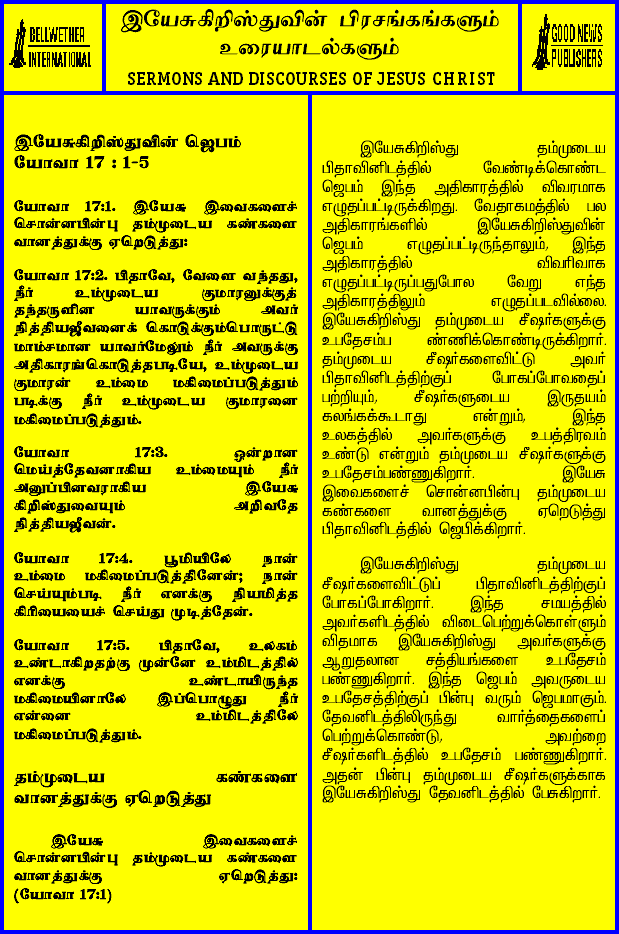 BELLWETHER
INTERNATIONAL
இயேசுகிறிஸ்துவின் பிரசங்கங்களும்
உரையாடல்களும்
SERMONS AND DISCOURSES OF JESUS CHRIST
GOOD NEWS
PUBLISHERS
இயேசுகிறிஸ்துவின் ஜெபம்
யோவா 17 : 1-5
யோவா 17:1. இயேசு இவைகளைச்
சொன்னபின்பு தம்முடைய கண்களை
வானத்துக்கு ஏறெடுத்து:
யோவா 17:2. பிதாவே, வேளை வந்தது,
நீர் உம்முடைய குமாரனுக்குத்
தந்தருளின யாவருக்கும் அவர்
நித்தியஜீவனைக் கொடுக்கும்பொருட்டு
மாம்சமான யாவர்மேலும் நீர் அவருக்கு
அதிகாரங்கொடுத்தபடியே, உம்முடைய
குமாரன் உம்மை மகிமைப்படுத்தும்
படிக்கு நீர் உம்முடைய குமாரனை
மகிமைப்படுத்தும்.
யோவா 17:3. ஒன்றான
மெய்த்தேவனாகிய உம்மையும் நீர்
அனுப்பினவராகிய இயேசு
கிறிஸ்துவையும் அறிவதே
நித்தியஜீவன்.
யோவா 17:4. பூமியிலே நான்
உம்மை மகிமைப்படுத்தினேன்; நான்
செய்யும்படி நீர் எனக்கு நியமித்த
கிரியையைச் செய்து முடித்தேன்.
யோவா 17:5. பிதாவே, உலகம்
உண்டாகிறதற்கு முன்னே உம்மிடத்தில்
எனக்கு உண்டாயிருந்த
மகிமையினாலே இப்பொழுது நீர்
என்னை உம்மிடத்திலே
மகிமைப்படுத்தும்.
தம்முடைய கண்களை
வானத்துக்கு ஏறெடுத்து
இயேசு இவைகளைச்
சொன்னபின்பு தம்முடைய கண்களை
வானத்துக்கு ஏறெடுத்து:
(யோவா 17:1)
இயேசுகிறிஸ்து தம்முடைய
பிதாவினிடத்தில் வேண்டிக்கொண்ட
ஜெபம் இந்த அதிகாரத்தில் விவரமாக
எழுதப்பட்டிருக்கிறது. வேதாகமத்தில் பல
அதிகாரங்களில் இயேசுகிறிஸ்துவின்
ஜெபம் எழுதப்பட்டிருந்தாலும், இந்த
அதிகாரத்தில் விவரிவாக
எழுதப்பட்டிருப்பதுபோல வேறு எந்த
அதிகாரத்திலும் எழுதப்படவில்லை.
இயேசுகிறிஸ்து தம்முடைய சீஷர்களுக்கு
உபதேசம்ப ண்ணிக்கொண்டிருக்கிறார்.
தம்முடைய சீஷர்களைவிட்டு அவர்
பிதாவினிடத்திற்குப் போகப்போவதைப்
பற்றியும், சீஷர்களுடைய இருதயம்
கலங்கக்கூடாது என்றும், இந்த
உலகத்தில் அவர்களுக்கு உபத்திரவம்
உண்டு என்றும் தம்முடைய சீஷர்களுக்கு
உபதேசம்பண்ணுகிறார். இயேசு
இவைகளைச் சொன்னபின்பு தம்முடைய
கண்களை வானத்துக்கு ஏறெடுத்து
பிதாவினிடத்தில் ஜெபிக்கிறார்.
இயேசுகிறிஸ்து தம்முடைய
சீஷர்களைவிட்டுப் பிதாவினிடத்திற்குப்
போகப்போகிறார். இந்த சமயத்தில்
அவர்களிடத்தில் விடைபெற்றுக்கொள்ளும்
விதமாக இயேசுகிறிஸ்து அவர்களுக்கு
ஆறுதலான சத்தியங்களை உபதேசம்
பண்ணுகிறார். இந்த ஜெபம் அவருடைய
உபதேசத்திற்குப் பின்பு வரும் ஜெபமாகும்.
தேவனிடத்திலிருந்து வார்த்தைகளைப்
பெற்றுக்கொண்டு, அவற்றை
சீஷர்களிடத்தில் உபதேசம் பண்ணுகிறார்.
அதன் பின்பு தம்முடைய சீஷர்களுக்காக
இயேசுகிறிஸ்து தேவனிடத்தில் பேசுகிறார்.